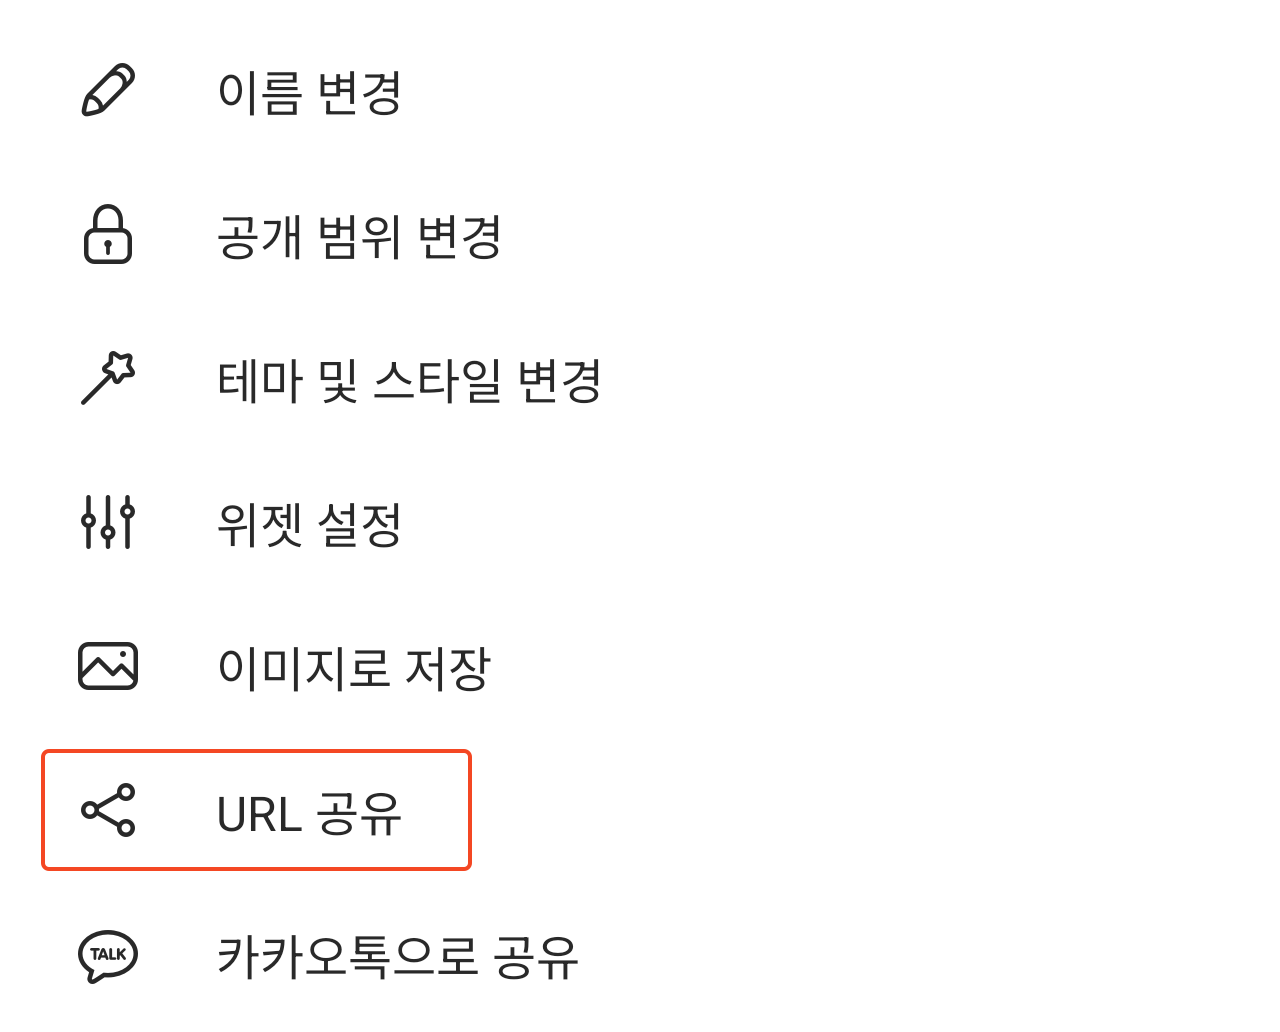 이름 변경
공개 범위 변경
테마 및 스타일 변경
위젯 설정
이미지로 저장
URL 공유
TALK 카카오톡으로 공유